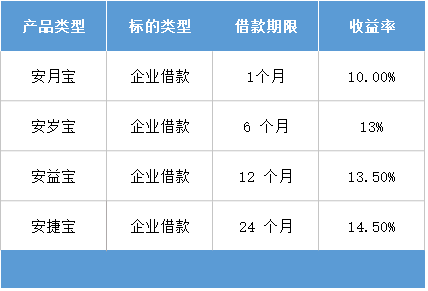 产品类型 标的类型 借款期限 收益率
安月宝 企业借款 1个月 10.00%
安岁宝 企业借款 6 个月 13%
安益宝 企业借款 12 个月 13.50%
安捷宝 企业借款 24 个月 14.50%